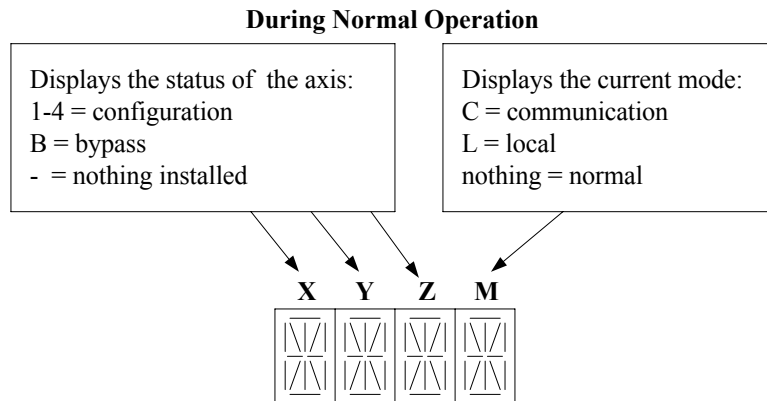 During Normal Operation
Displays the status of the axis:
1-4 = configuration
B = bypass
- = nothing installed
Displays the current mode:
C = communication
L = local
nothing = normal
X Y Z M